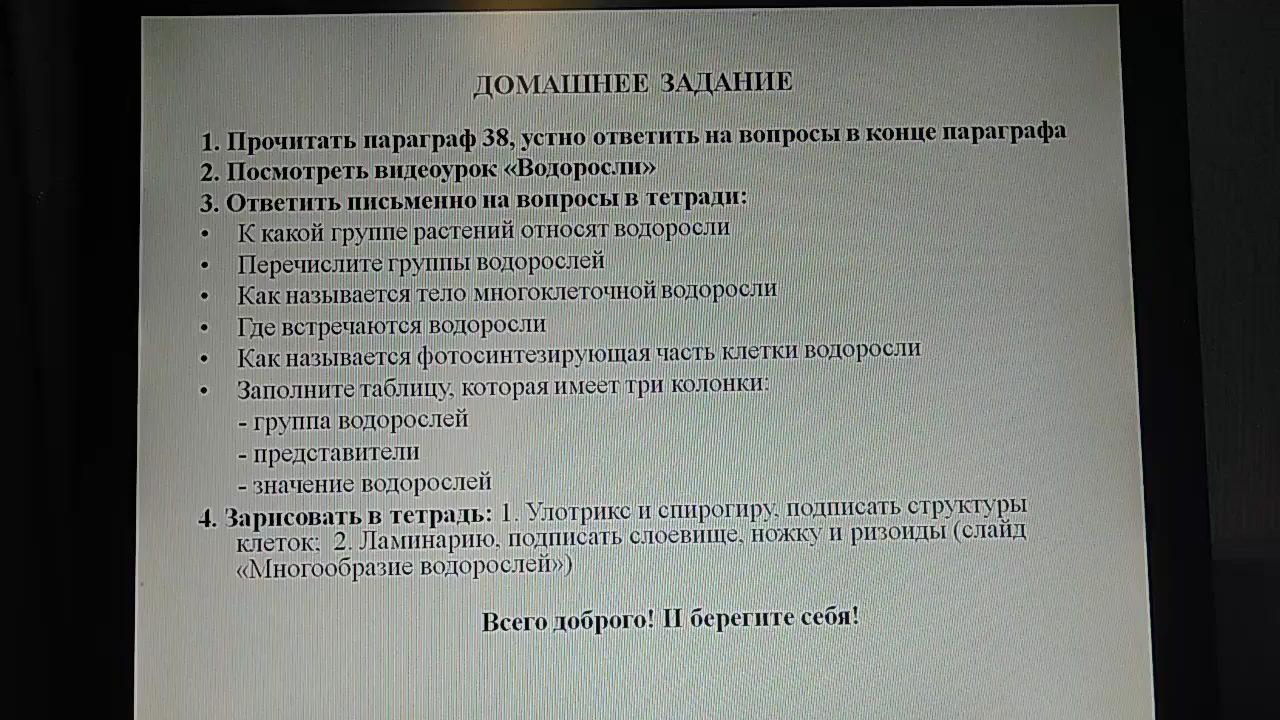 ДОМАШНЕЕ ЗАДАНИЕ
1. Прочитать параграф 38, устно ответить на вопросы в конце параграфа
2. Посмотреть видеоурок «Водоросли»
3. Ответить письменно на вопросы в тетради:
• К какой группе растений относят водоросли
• Перечислите группы водорослей
• Как называется тело многоклеточной водоросли
• Где встречаются водоросли
• Как называется фотосинтезирующая часть клетки водоросли
• Заполните таблицу, которая имеет три колонки:
- группа водорослей
- представители
- значение водорослей
4. Зарисовать в тетрадь: 1. Улотрикс и спирогиру, подписать структуры
клеток; 2. Ламинарию, подписать слоевище, ножку и ризоиды (слайд
«Многообразие водорослей»)
Всего доброго! И берегите себя!